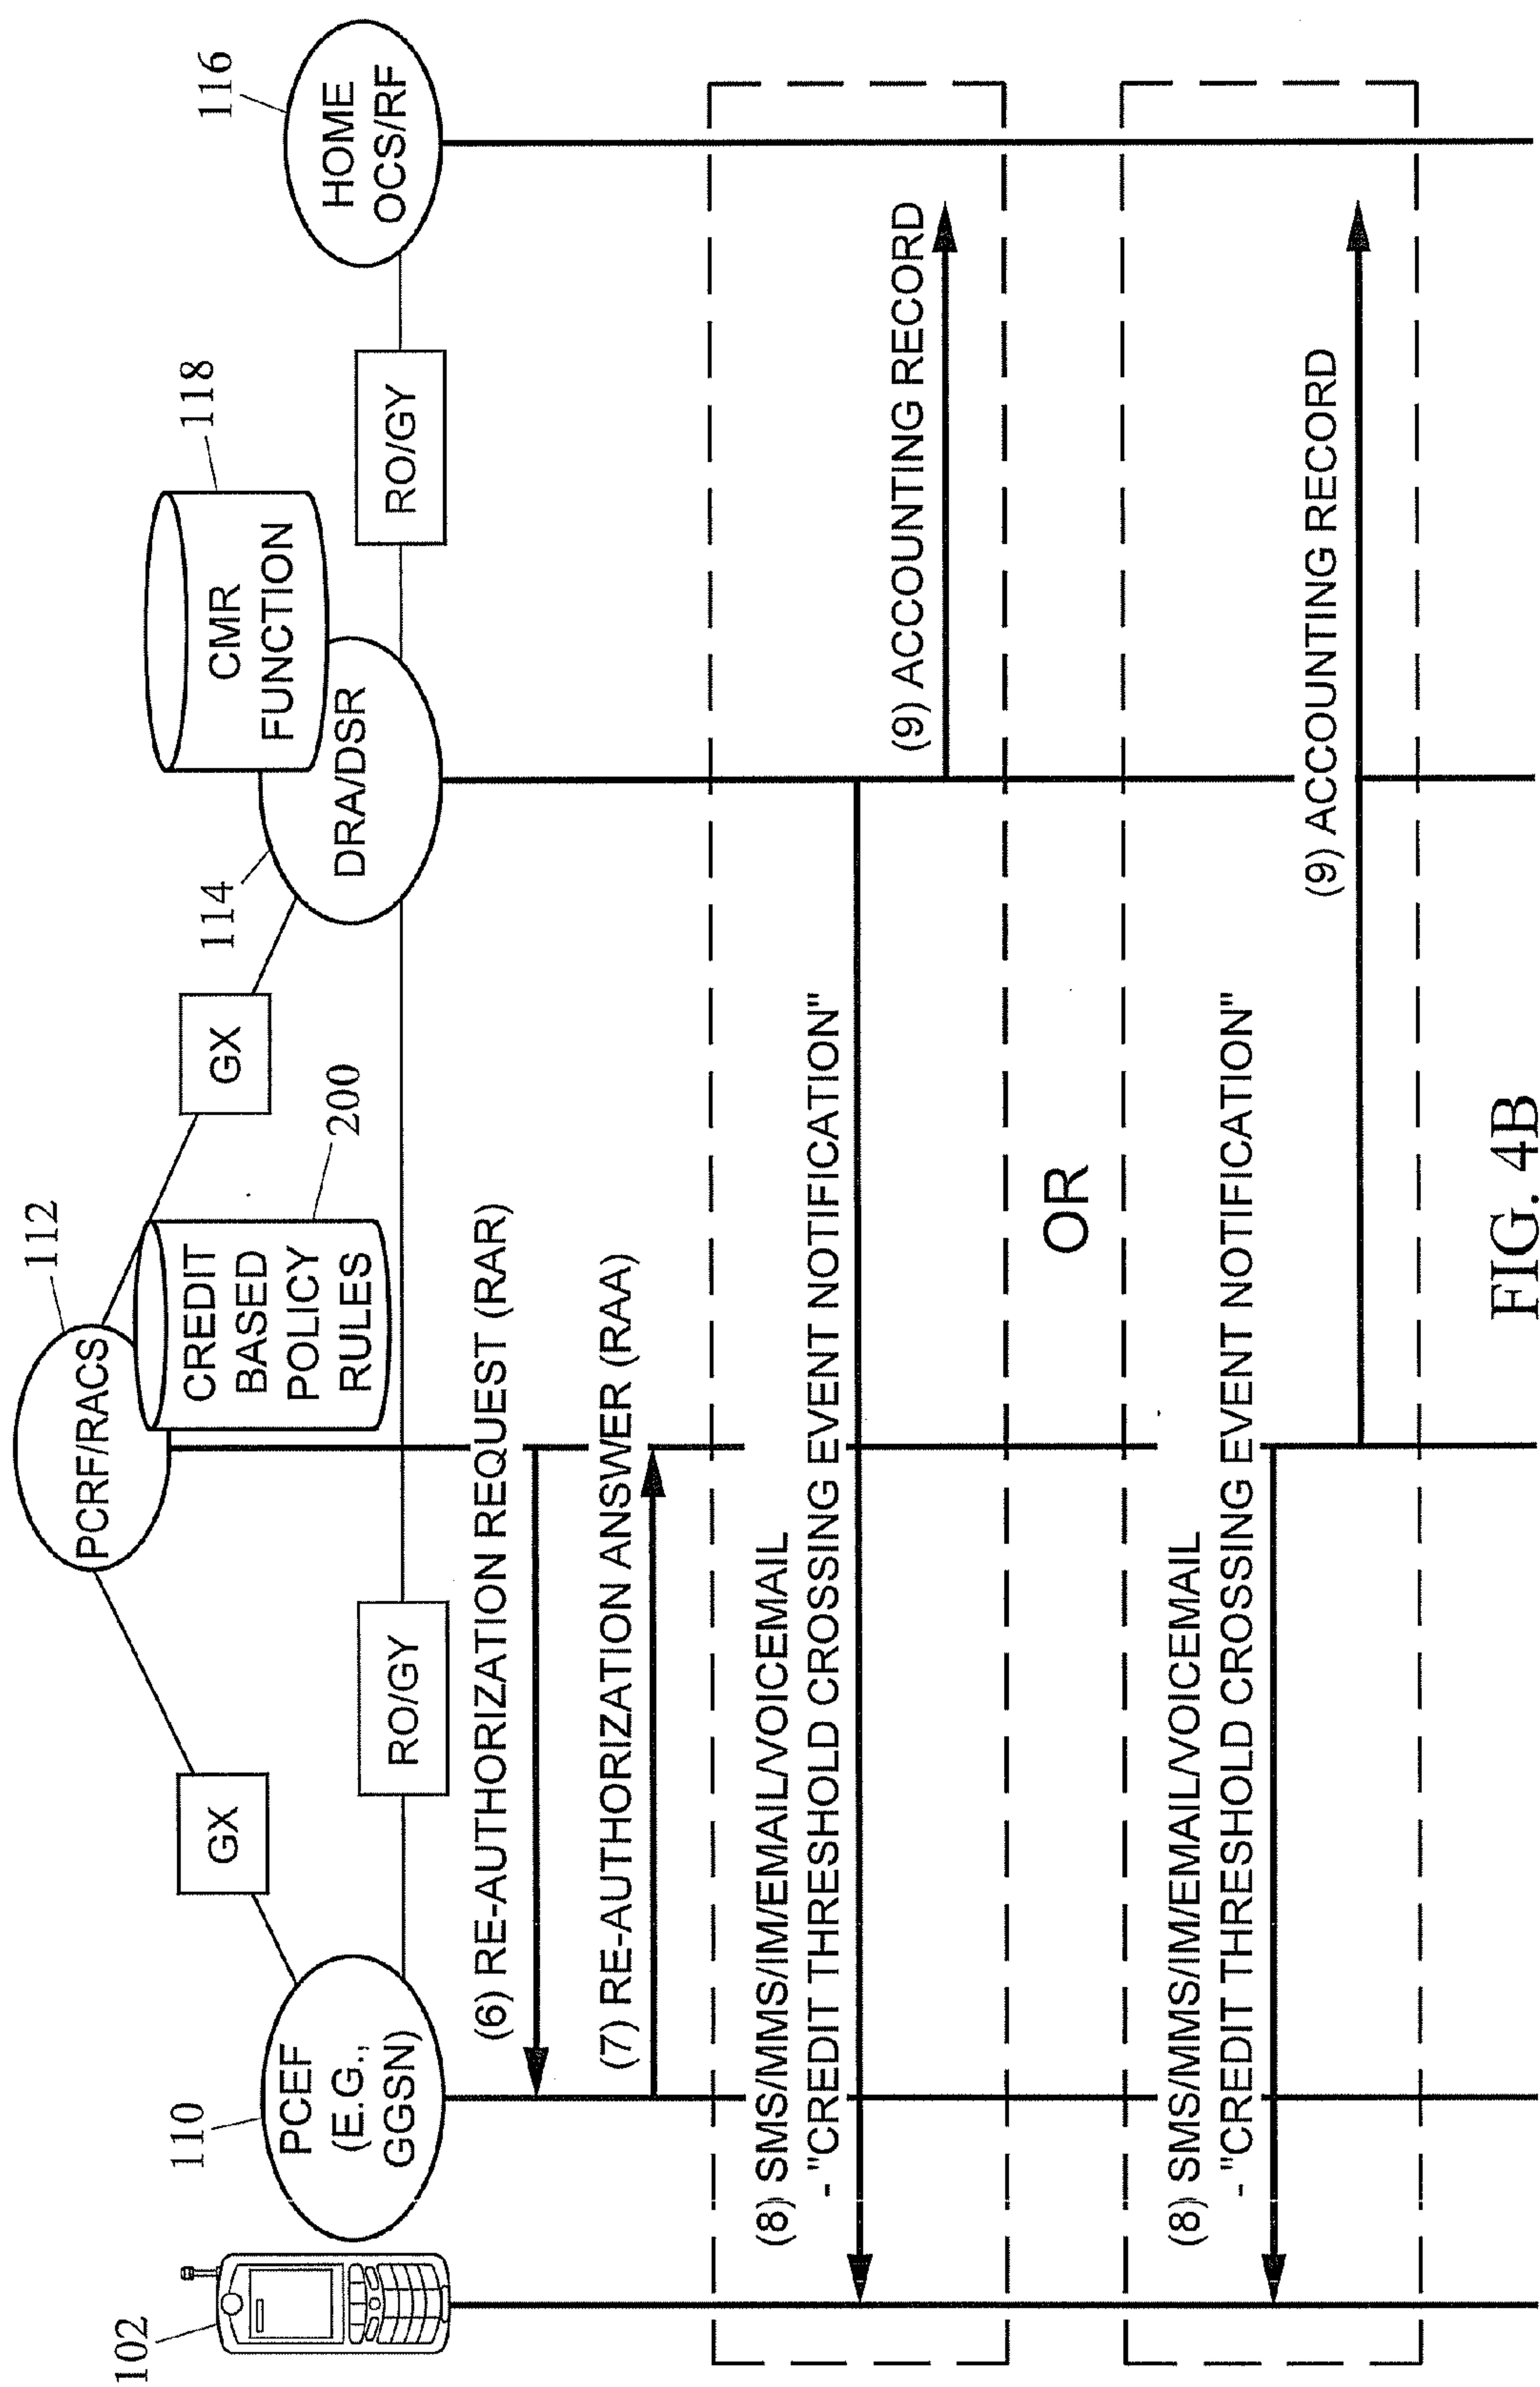 112
PCRF/RACS
CREDIT
BASED
POLICY
RULES
200
GX
GX
102
110
PCEF
(E.G.,
GGSN)
RO/GY
114
DRA/DSR
CMR
FUNCTION
118
RO/GY
116
HOME
OCS/RF
(6) RE-AUTHORIZATION REQUEST (RAR)
(7) RE-AUTHORIZATION ANSWER (RAA)
(8) SMS/MMS/IM/EMAIL/VOICEMAIL
- "CREDIT THRESHOLD CROSSING EVENT NOTIFICATION"
(9) ACCOUNTING RECORD
OR
(8) SMS/MMS/IM/EMAIL/VOICEMAIL
- "CREDIT THRESHOLD CROSSING EVENT NOTIFICATION"
(9) ACCOUNTING RECORD
FIG. 4B